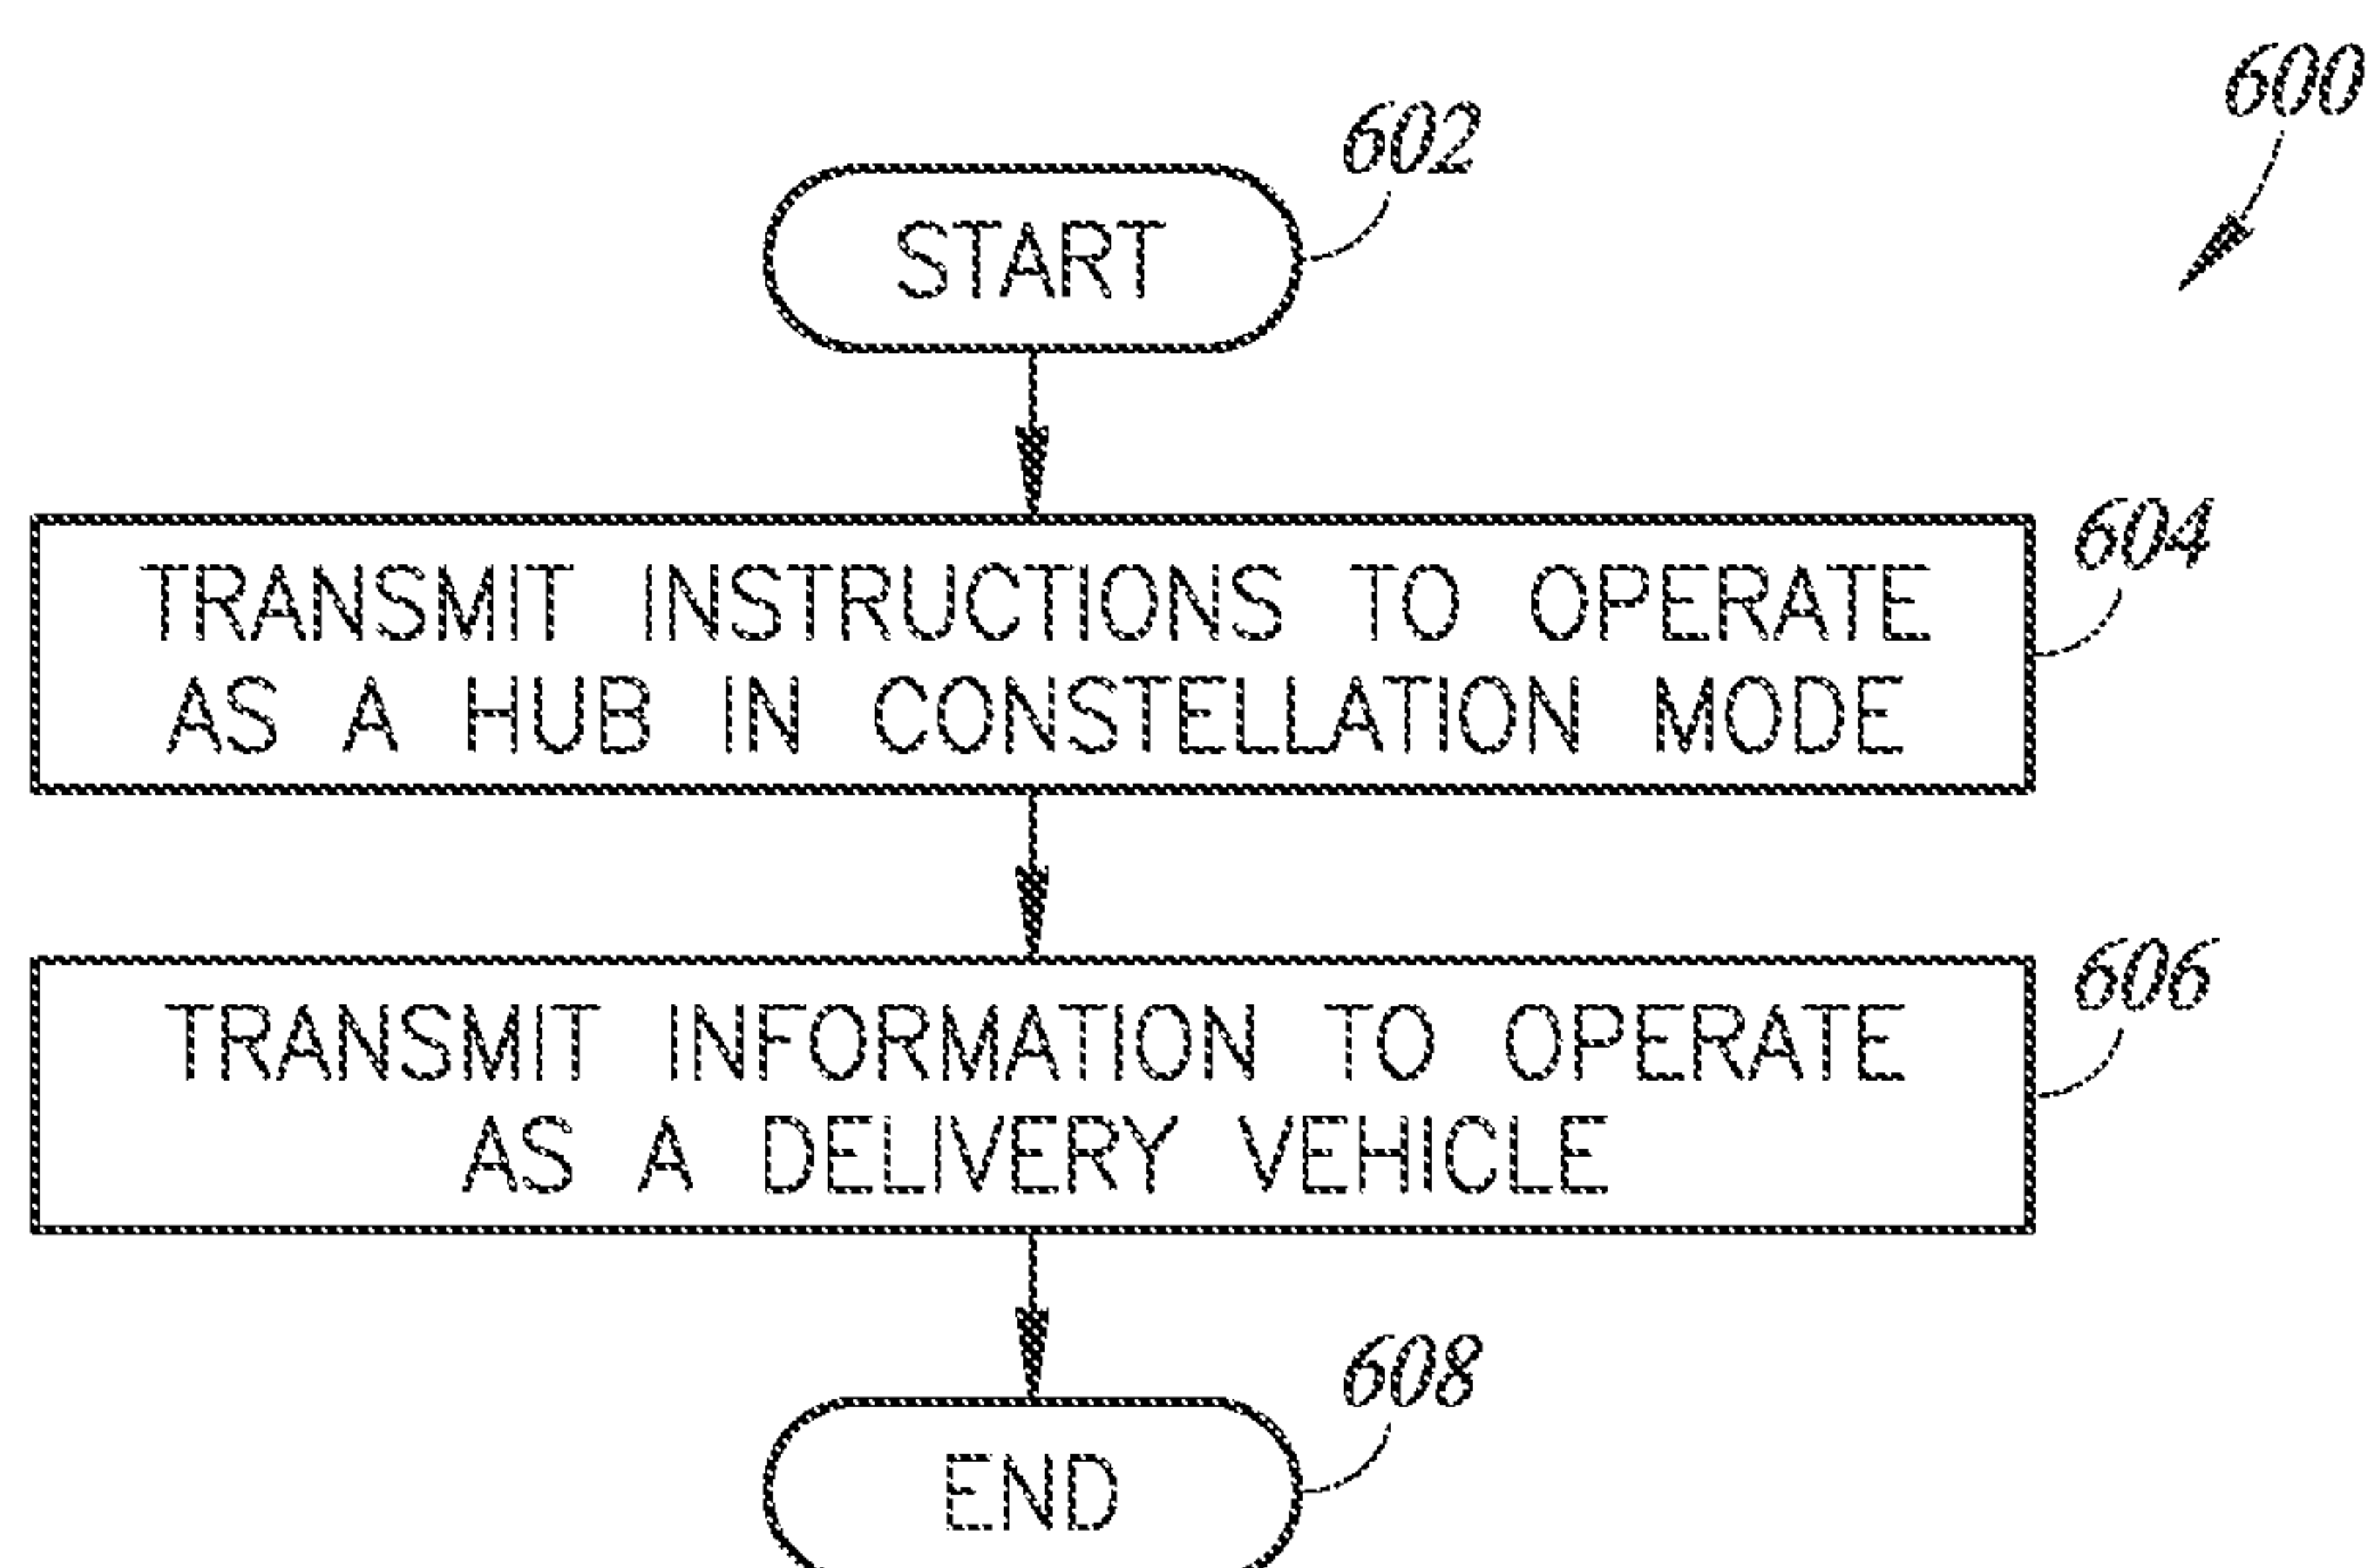 600
602
START
604
TRANSMIT INSTRUCTIONS TO OPERATE
AS A HUB IN CONSTELLATION MODE
606
TRANSMIT INFORMATION TO OPERATE
AS A DELIVERY VEHICLE
608
END